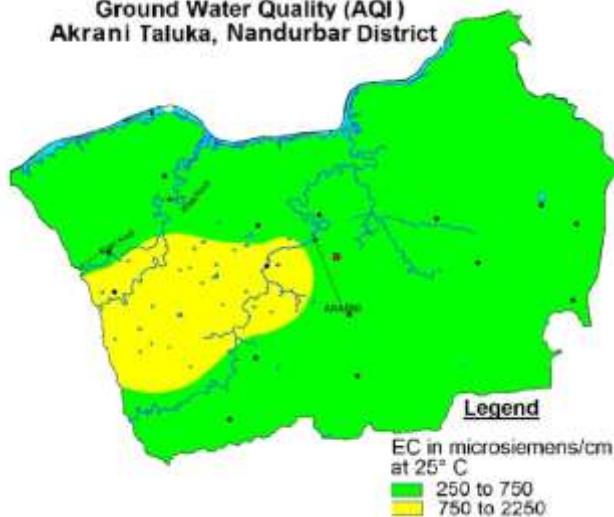 Ground Water Quality (AQI)
Akrani Taluka, Nandurbar District
AKRANI
Legend
EC in microsiemens/cm
at 25° C
250 to 750
750 to 2250